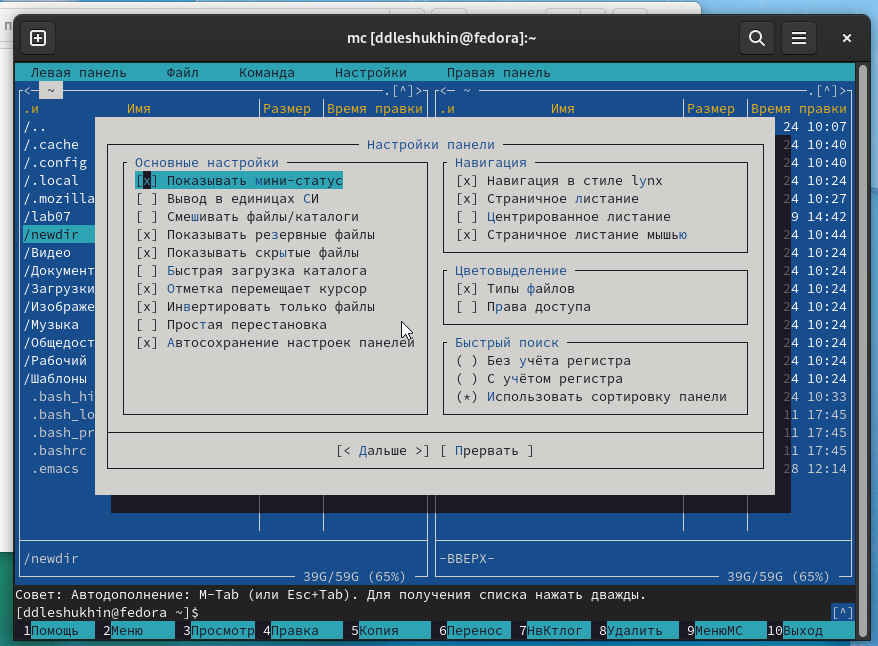 mc [ddleshukhin@fedora]:~
Левая панель Файл Команда Настройки Правая панель
<- ~ .[^]> <- ~ .[^]>
.и Имя Размер Время правки .и Имя Размер Время правки
/.. 24 10:07
/.cache 24 10:40
/.config 24 10:40
/.local 24 10:24
/.mozilla 24 10:27
/lab07 9 14:42
/newdir 24 10:44
/Видео 24 10:24
/Документ 24 10:24
/Загрузки 24 10:24
/Изображе 24 10:24
/Музыка 24 10:24
/Общедост 24 10:24
/Рабочий 24 10:24
/Шаблоны 24 10:24
.bash_hi 24 10:33
.bash_lo 11 17:45
.bash_pr 11 17:45
.bashrc 11 17:45
.emacs 28 12:14
Настройки панели
Основные настройки
[x] Показывать мини-статус
[ ] Вывод в единицах СИ
[ ] Смешивать файлы/каталоги
[x] Показывать резервные файлы
[x] Показывать скрытые файлы
[ ] Быстрая загрузка каталога
[x] Отметка перемещает курсор
[x] Инвертировать только файлы
[ ] Простая перестановка
[x] Автосохранение настроек панелей
Навигация
[x] Навигация в стиле lynx
[x] Страничное листание
[ ] Центрированное листание
[x] Страничное листание мышью
Цветовыделение
[x] Типы файлов
[ ] Права доступа
Быстрый поиск
( ) Без учёта регистра
( ) С учётом регистра
(*) Использовать сортировку панели
[< Дальше >] [ Прервать ]
/newdir -ВВЕРХ-
39G/59G (65%) 39G/59G (65%)
Совет: Автодополнение: M-Tab (или Esc+Tab). Для получения списка нажать дважды.
[ddleshukhin@fedora ~]$ [^]
1Помощь 2Меню 3Просмотр 4Правка 5Копия 6Перенос 7НвКтлог 8Удалить 9МенюМС 10Выход